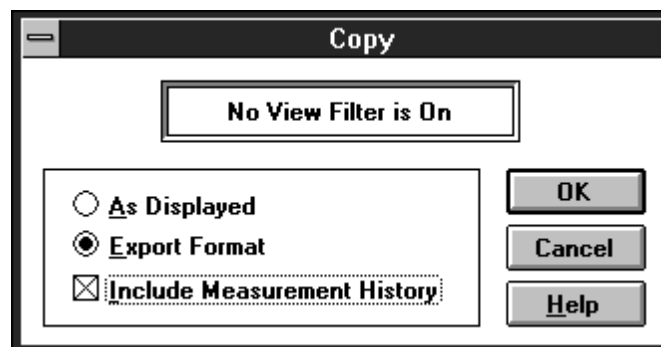 Copy
No View Filter is On
As Displayed
Export Format
Include Measurement History
OK
Cancel
Help